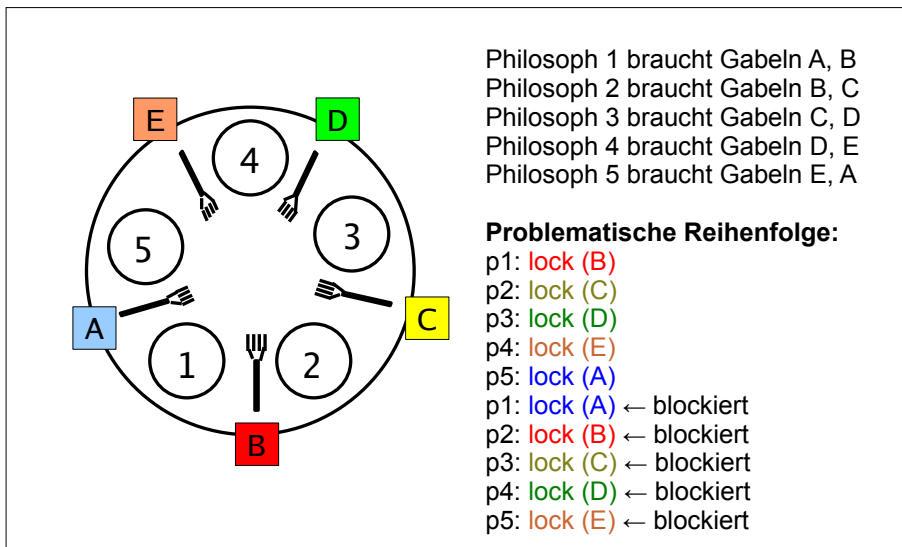 E
D
4
5
3
A
C
1
2
B
Philosoph 1 braucht Gabeln A, B
Philosoph 2 braucht Gabeln B, C
Philosoph 3 braucht Gabeln C, D
Philosoph 4 braucht Gabeln D, E
Philosoph 5 braucht Gabeln E, A
Problematische Reihenfolge:
p1: lock (B)
p2: lock (C)
p3: lock (D)
p4: lock (E)
p5: lock (A)
p1: lock (A) ← blockiert
p2: lock (B) ← blockiert
p3: lock (C) ← blockiert
p4: lock (D) ← blockiert
p5: lock (E) ← blockiert